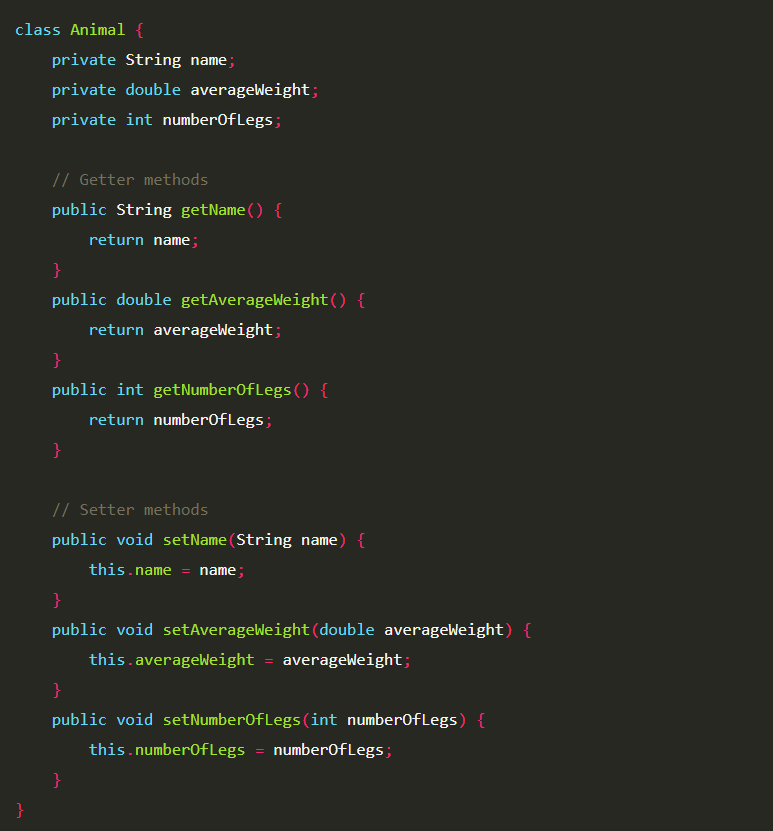 class Animal {
    private String name;
    private double averageWeight;
    private int numberOfLegs;

    // Getter methods
    public String getName() {
        return name;
    }
    public double getAverageWeight() {
        return averageWeight;
    }
    public int getNumberOfLegs() {
        return numberOfLegs;
    }

    // Setter methods
    public void setName(String name) {
        this.name = name;
    }
    public void setAverageWeight(double averageWeight) {
        this.averageWeight = averageWeight;
    }
    public void setNumberOfLegs(int numberOfLegs) {
        this.numberOfLegs = numberOfLegs;
    }
}